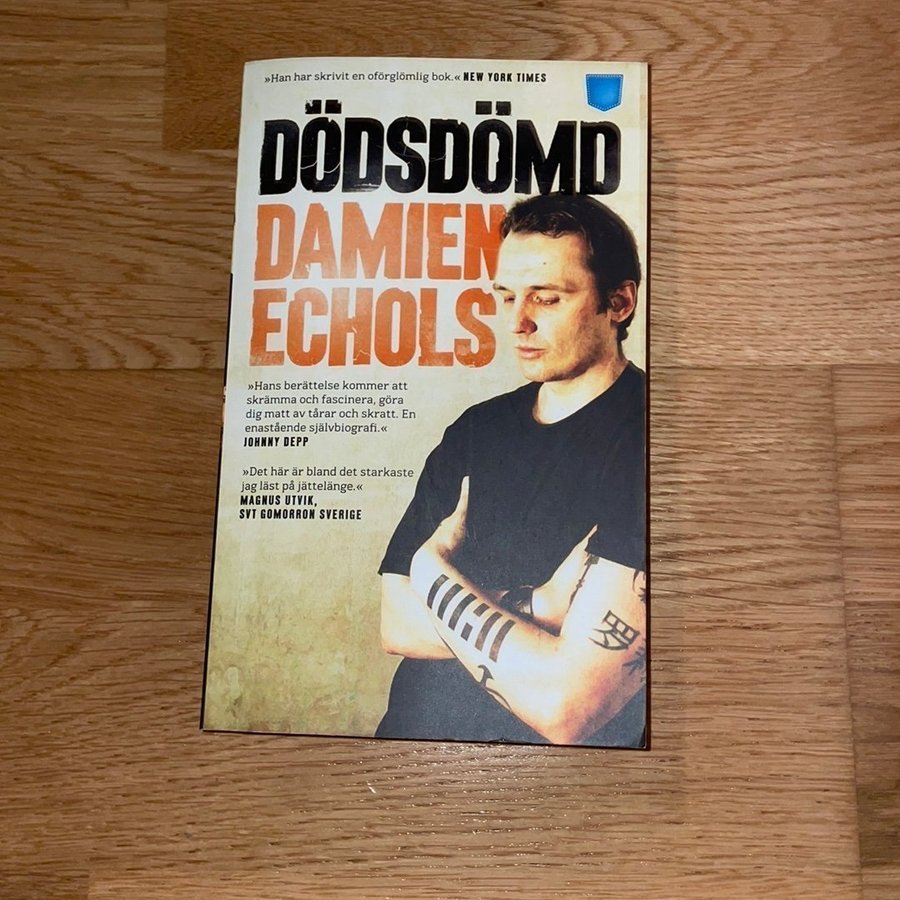 »Han har skrivit en oförglömlig bok.« NEW YORK TIMES
DÖDSDÖMD
DAMIEN
ECHOLS
»Hans berättelse kommer att
skrämma och fascinera, göra
dig matt av tårar och skratt. En
enastående självbiografi.«
JOHNNY DEPP
»Det här är bland det starkaste
jag läst på jättelänge.«
MAGNUS UTVIK,
SVT GOMORRON SVERIGE